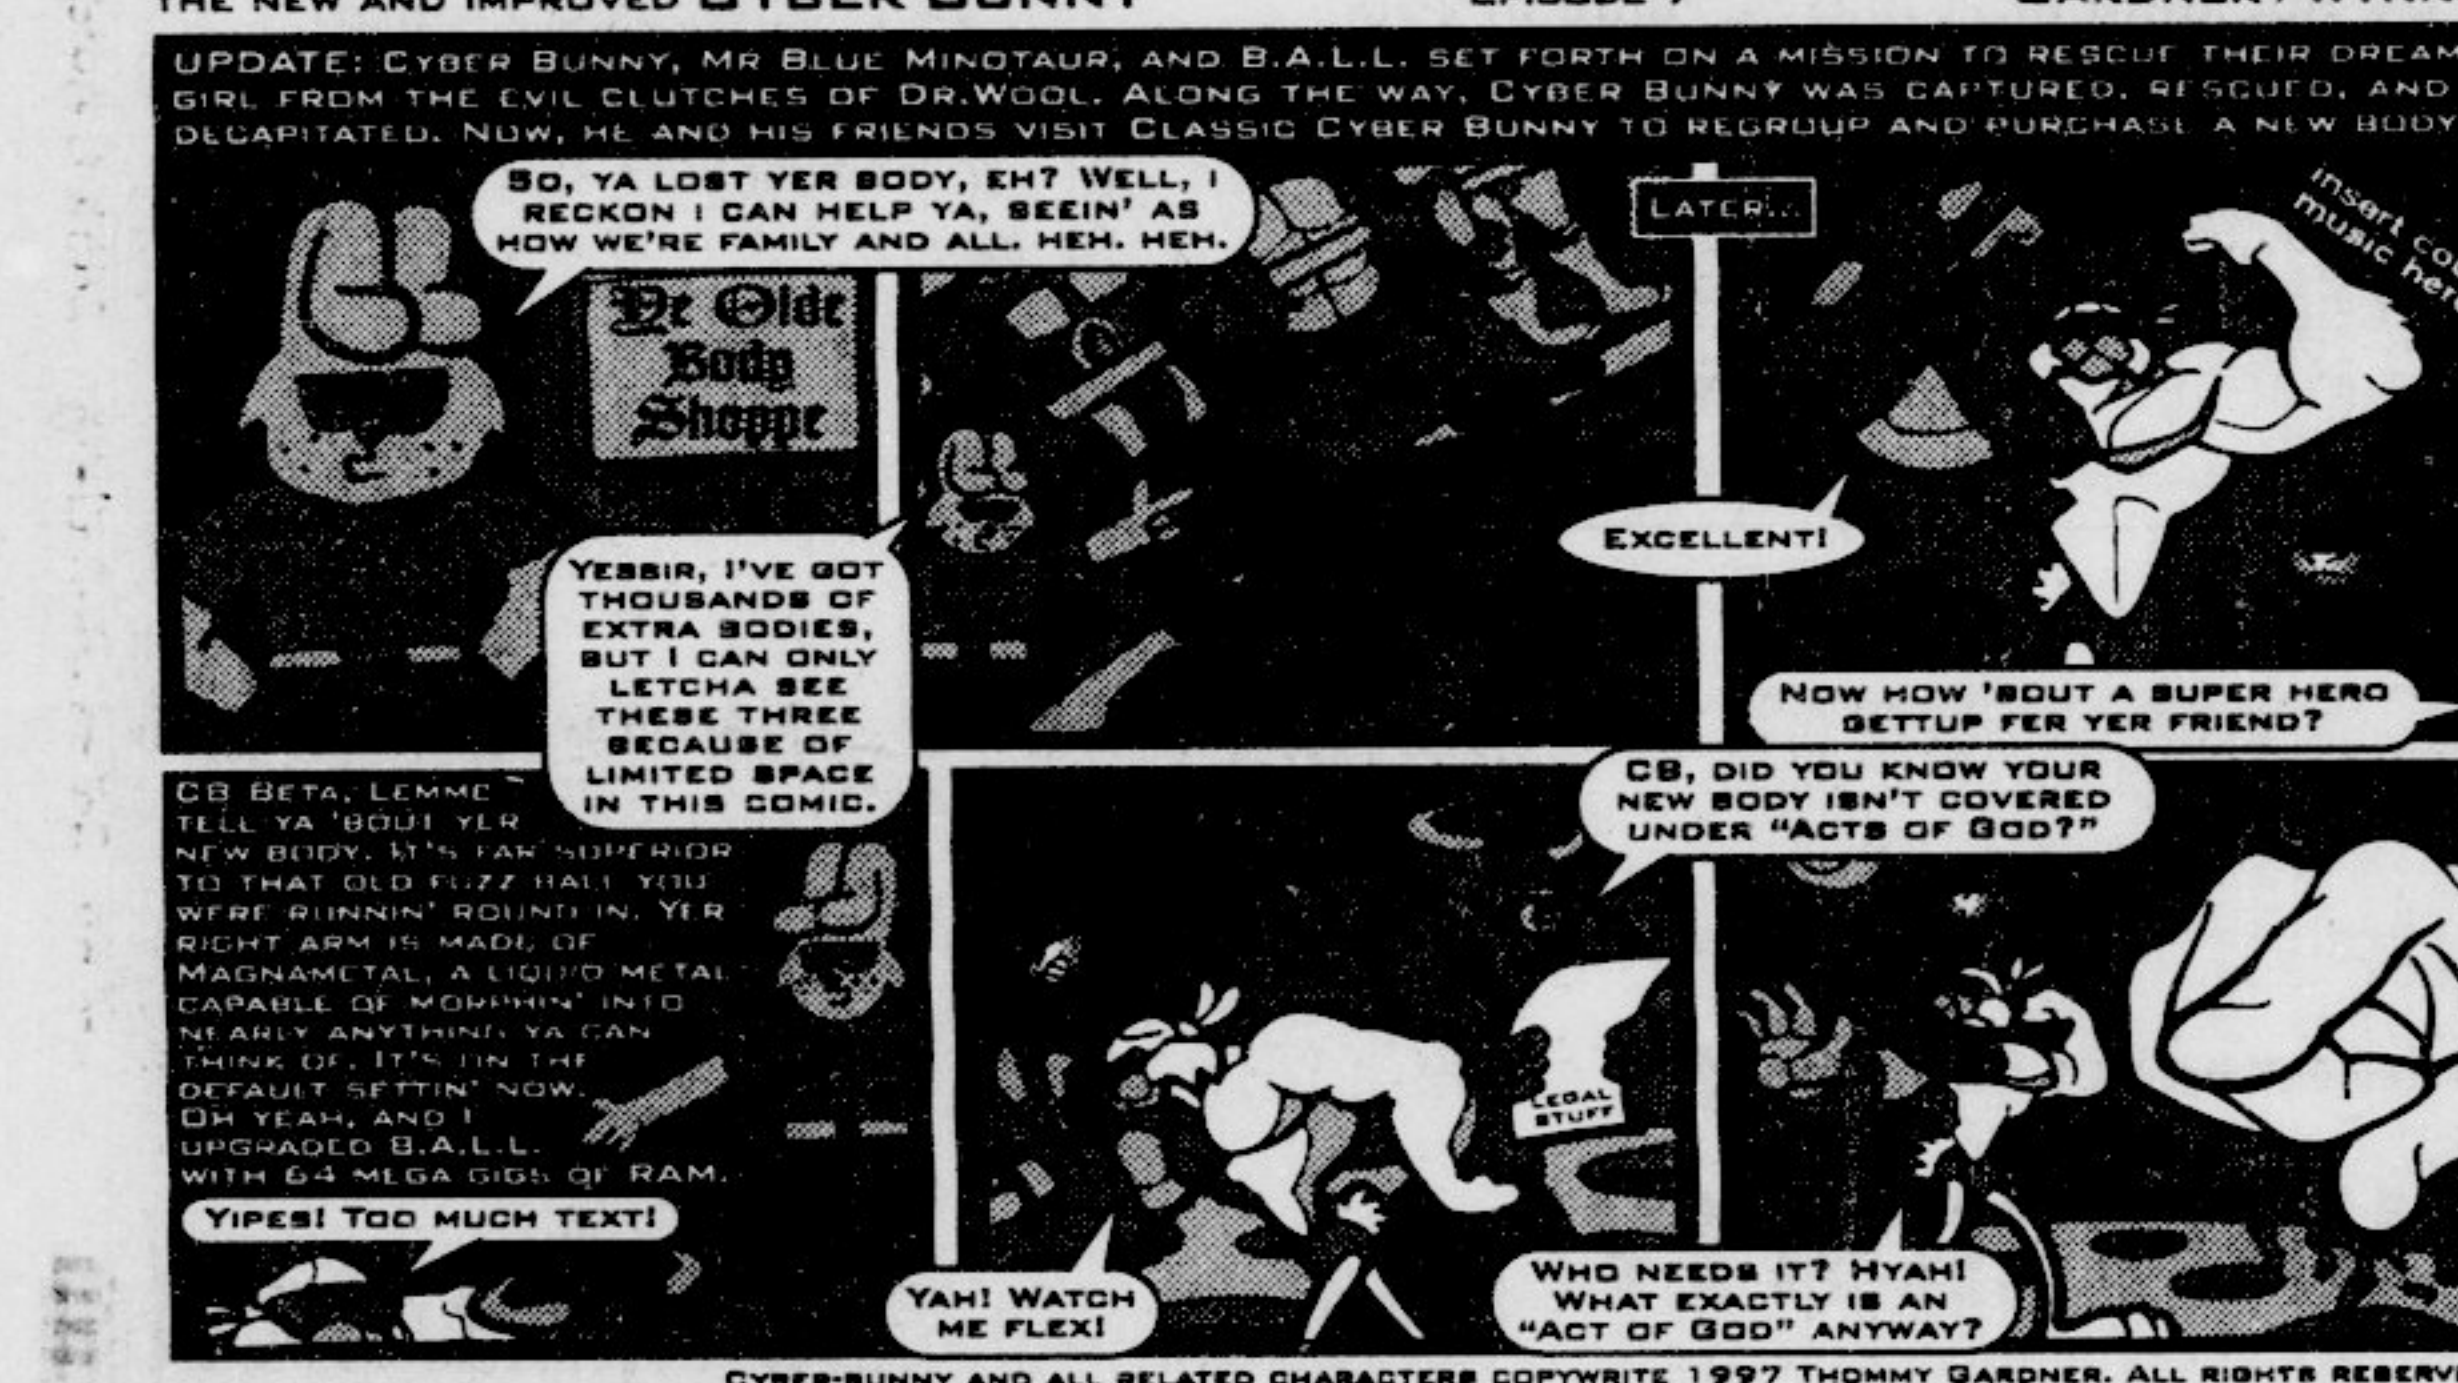 THE NEW AND IMPROVED CYBER BUNNY
UPDATE: CYBER BUNNY, MR BLUE MINOTAUR, AND B.A.L.L. SET FORTH ON A MISSION TO RESCUE THEIR DREAM
GIRL FROM THE EVIL CLUTCHES OF DR.WOOL. ALONG THE WAY, CYBER BUNNY WAS CAPTURED, RESCUED, AND
DECAPITATED. NOW, HE AND HIS FRIENDS VISIT CLASSIC CYBER BUNNY TO REGROUP AND PURCHASE A NEW BODY
SO, YA LOST YER BODY, EH? WELL, I
RECKON I CAN HELP YA, SEEIN' AS
HOW WE'RE FAMILY AND ALL. HEH. HEH.
Ye Olde
Body
Shoppe
YESSIR, I'VE GOT
THOUSANDS OF
EXTRA BODIES,
BUT I CAN ONLY
LETCHA SEE
THESE THREE
BECAUSE OF
LIMITED SPACE
IN THIS COMIC.
LATER...
insert
music
EXCELLENT!
NOW HOW 'BOUT A SUPER HERO
GETTUP FER YER FRIEND?
CB BETA, LEMME
TELL YA 'BOUT YER
NEW BODY. IT'S FAR SUPERIOR
TO THAT OLD FUZZ BALL YOU
WERE RUNNIN' ROUND IN. YER
RIGHT ARM IS MADE OF
MAGNAMETAL, A LIQUID METAL
CAPABLE OF MORPHIN' INTO
NEARLY ANYTHING YA CAN
THINK OF. IT'S ON THE
DEFAULT SETTIN' NOW.
OH YEAH, AND I
UPGRADED B.A.L.L.
WITH 64 MEGA GIGS OF RAM.
YIPES! TOO MUCH TEXT!
CB, DID YOU KNOW YOUR
NEW BODY ISN'T COVERED
UNDER "ACTS OF GOD?"
LEGAL
STUFF
YAH! WATCH
ME FLEX!
WHO NEEDS IT? HYAH!
WHAT EXACTLY IS AN
"ACT OF GOD" ANYWAY?
CYBER-BUNNY AND ALL RELATED CHARACTERS COPYWRITE 1997 THOMMY GARDNER. ALL RIGHTS